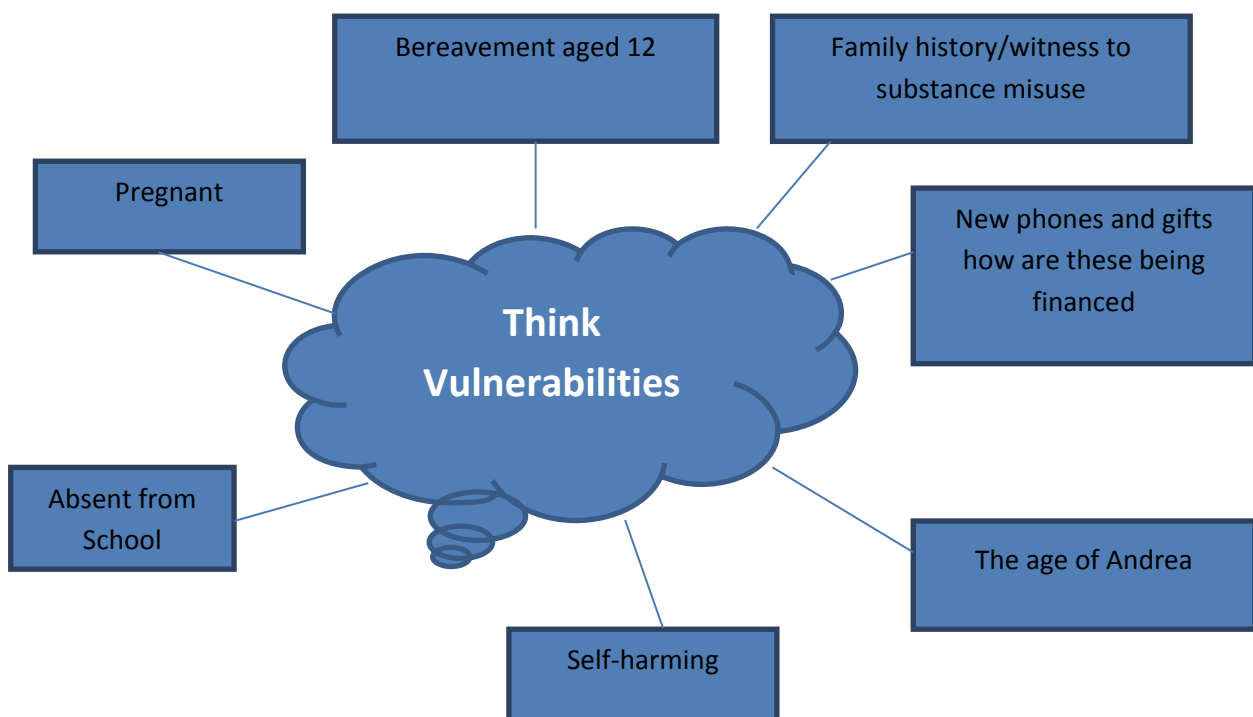 Bereavement aged 12
Family history/witness to
substance misuse
Pregnant
New phones and gifts
how are these being
financed
Think
Vulnerabilities
Absent from
School
The age of Andrea
Self-harming